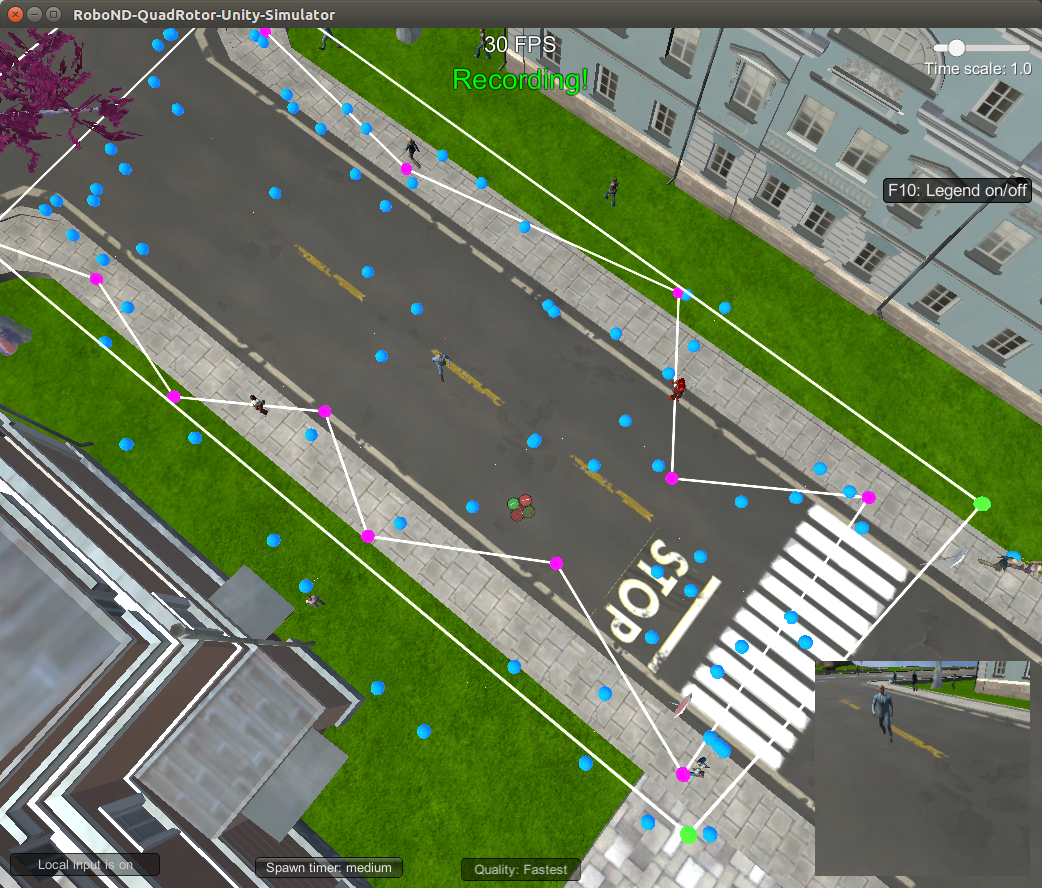 RoboND-QuadRotor-Unity-Simulator
30 FPS
Recording!
Time scale: 1.0
F10: Legend on/off
STOP
Local input is on
Spawn timer: medium
Quality: Fastest